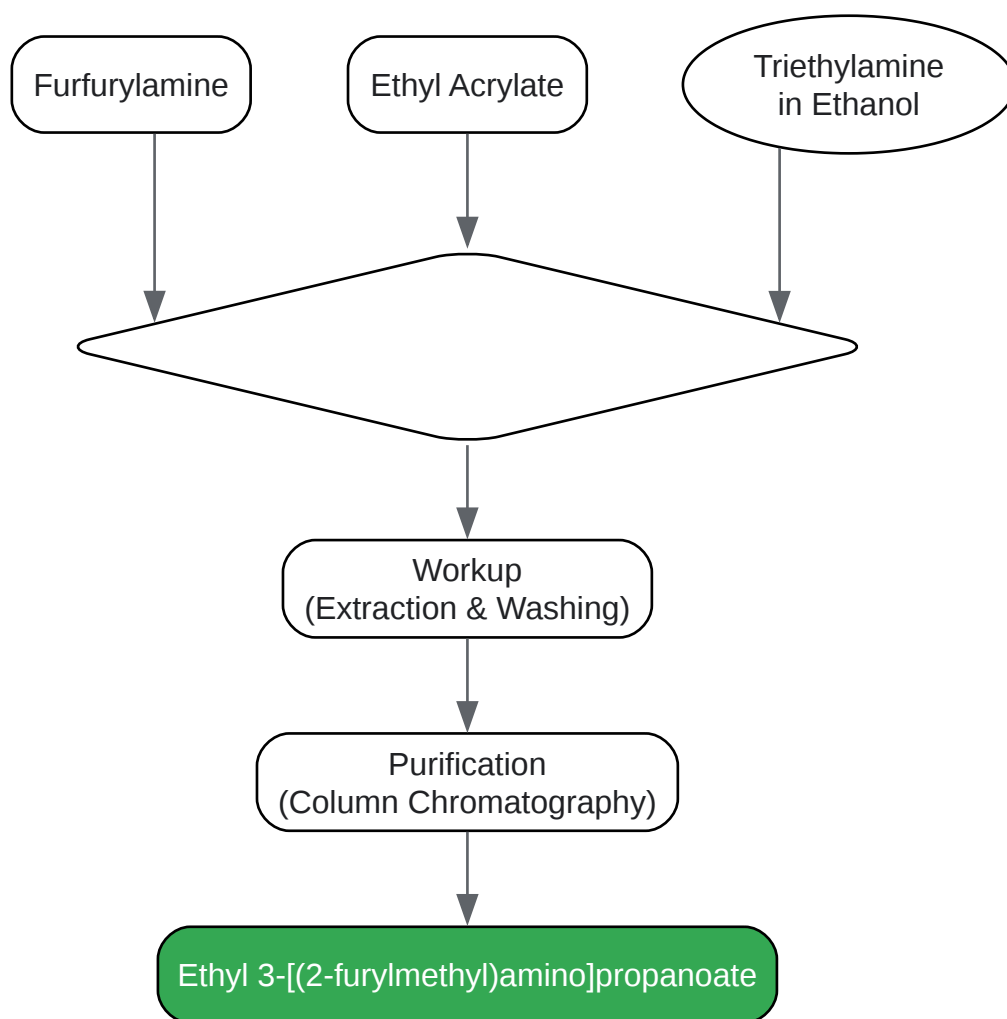 Furfurylamine
Ethyl Acrylate
Triethylamine
in Ethanol
Workup
(Extraction & Washing)
Purification
(Column Chromatography)
Ethyl 3-[(2-furylmethyl)amino]propanoate